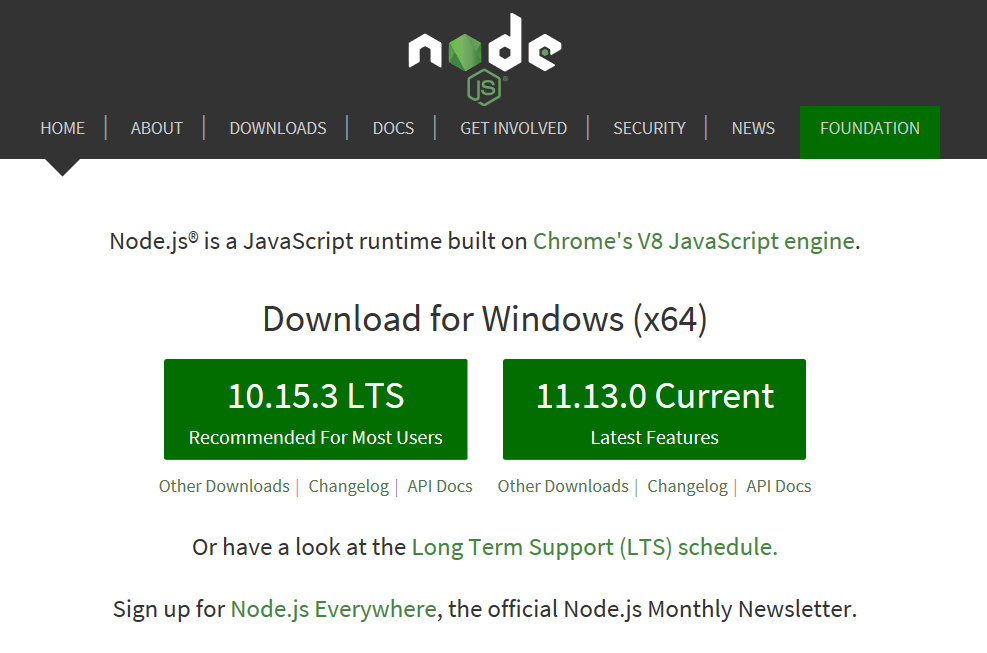 node
JS®
HOME | ABOUT | DOWNLOADS | DOCS | GET INVOLVED | SECURITY | NEWS FOUNDATION
Node.js® is a JavaScript runtime built on Chrome's V8 JavaScript engine.
Download for Windows (x64)
10.15.3 LTS 11.13.0 Current
Recommended For Most Users Latest Features
Other Downloads | Changelog | API Docs Other Downloads | Changelog | API Docs
Or have a look at the Long Term Support (LTS) schedule.
Sign up for Node.js Everywhere, the official Node.js Monthly Newsletter.